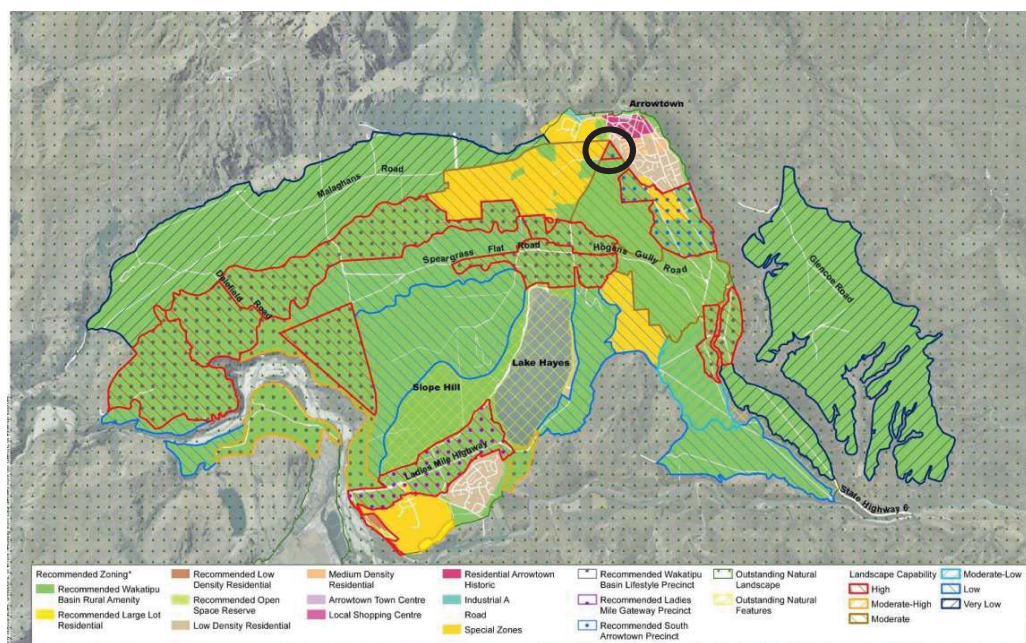 Arrowtown
Malaghans Road
Speargrass Flat Road
Hogans Gully Road
Glencoe Road
Dalefield Road
Lake Hayes
Slope Hill
Ladies Mile Highway
State Highway 6
Recommended Zoning*
Recommended Wakatipu
Basin Rural Amenity
Recommended Large Lot
Residential
Recommended Low
Density Residential
Recommended Open
Space Reserve
Low Density Residential
Medium Density
Residential
Arrowtown Town Centre
Local Shopping Centre
Residential Arrowtown
Historic
Industrial A
Road
Special Zones
Recommended Wakatipu
Basin Lifestyle Precinct
Recommended Ladies
Mile Gateway Precinct
Recommended South
Arrowtown Precinct
Outstanding Natural
Landscape
Outstanding Natural
Features
Landscape Capability
High
Moderate-High
Moderate
Moderate-Low
Low
Very Low